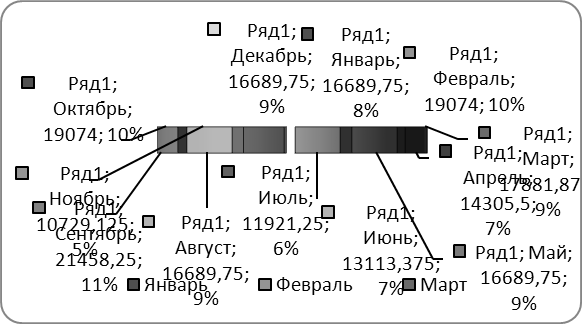 Ряд1;
Декабрь;
16689,75;
9%
Ряд1;
Январь;
16689,75;
8%
Ряд1;
Февраль;
19074; 10%
Ряд1;
Октябрь;
19074; 10%
Ряд1;
Март;
17881,87
9%
Ряд1;
Апрель;
14305,5;
7%
Ряд1;
Ноябрь;
10729,125;
5%
Ряд1;
Сентябрь;
21458,25;
11%
Ряд1;
Август;
16689,75;
9%
Ряд1;
Июль;
11921,25;
6%
Ряд1;
Июнь;
13113,375;
7%
Ряд1; Май;
16689,75;
9%
Январь
Февраль
Март